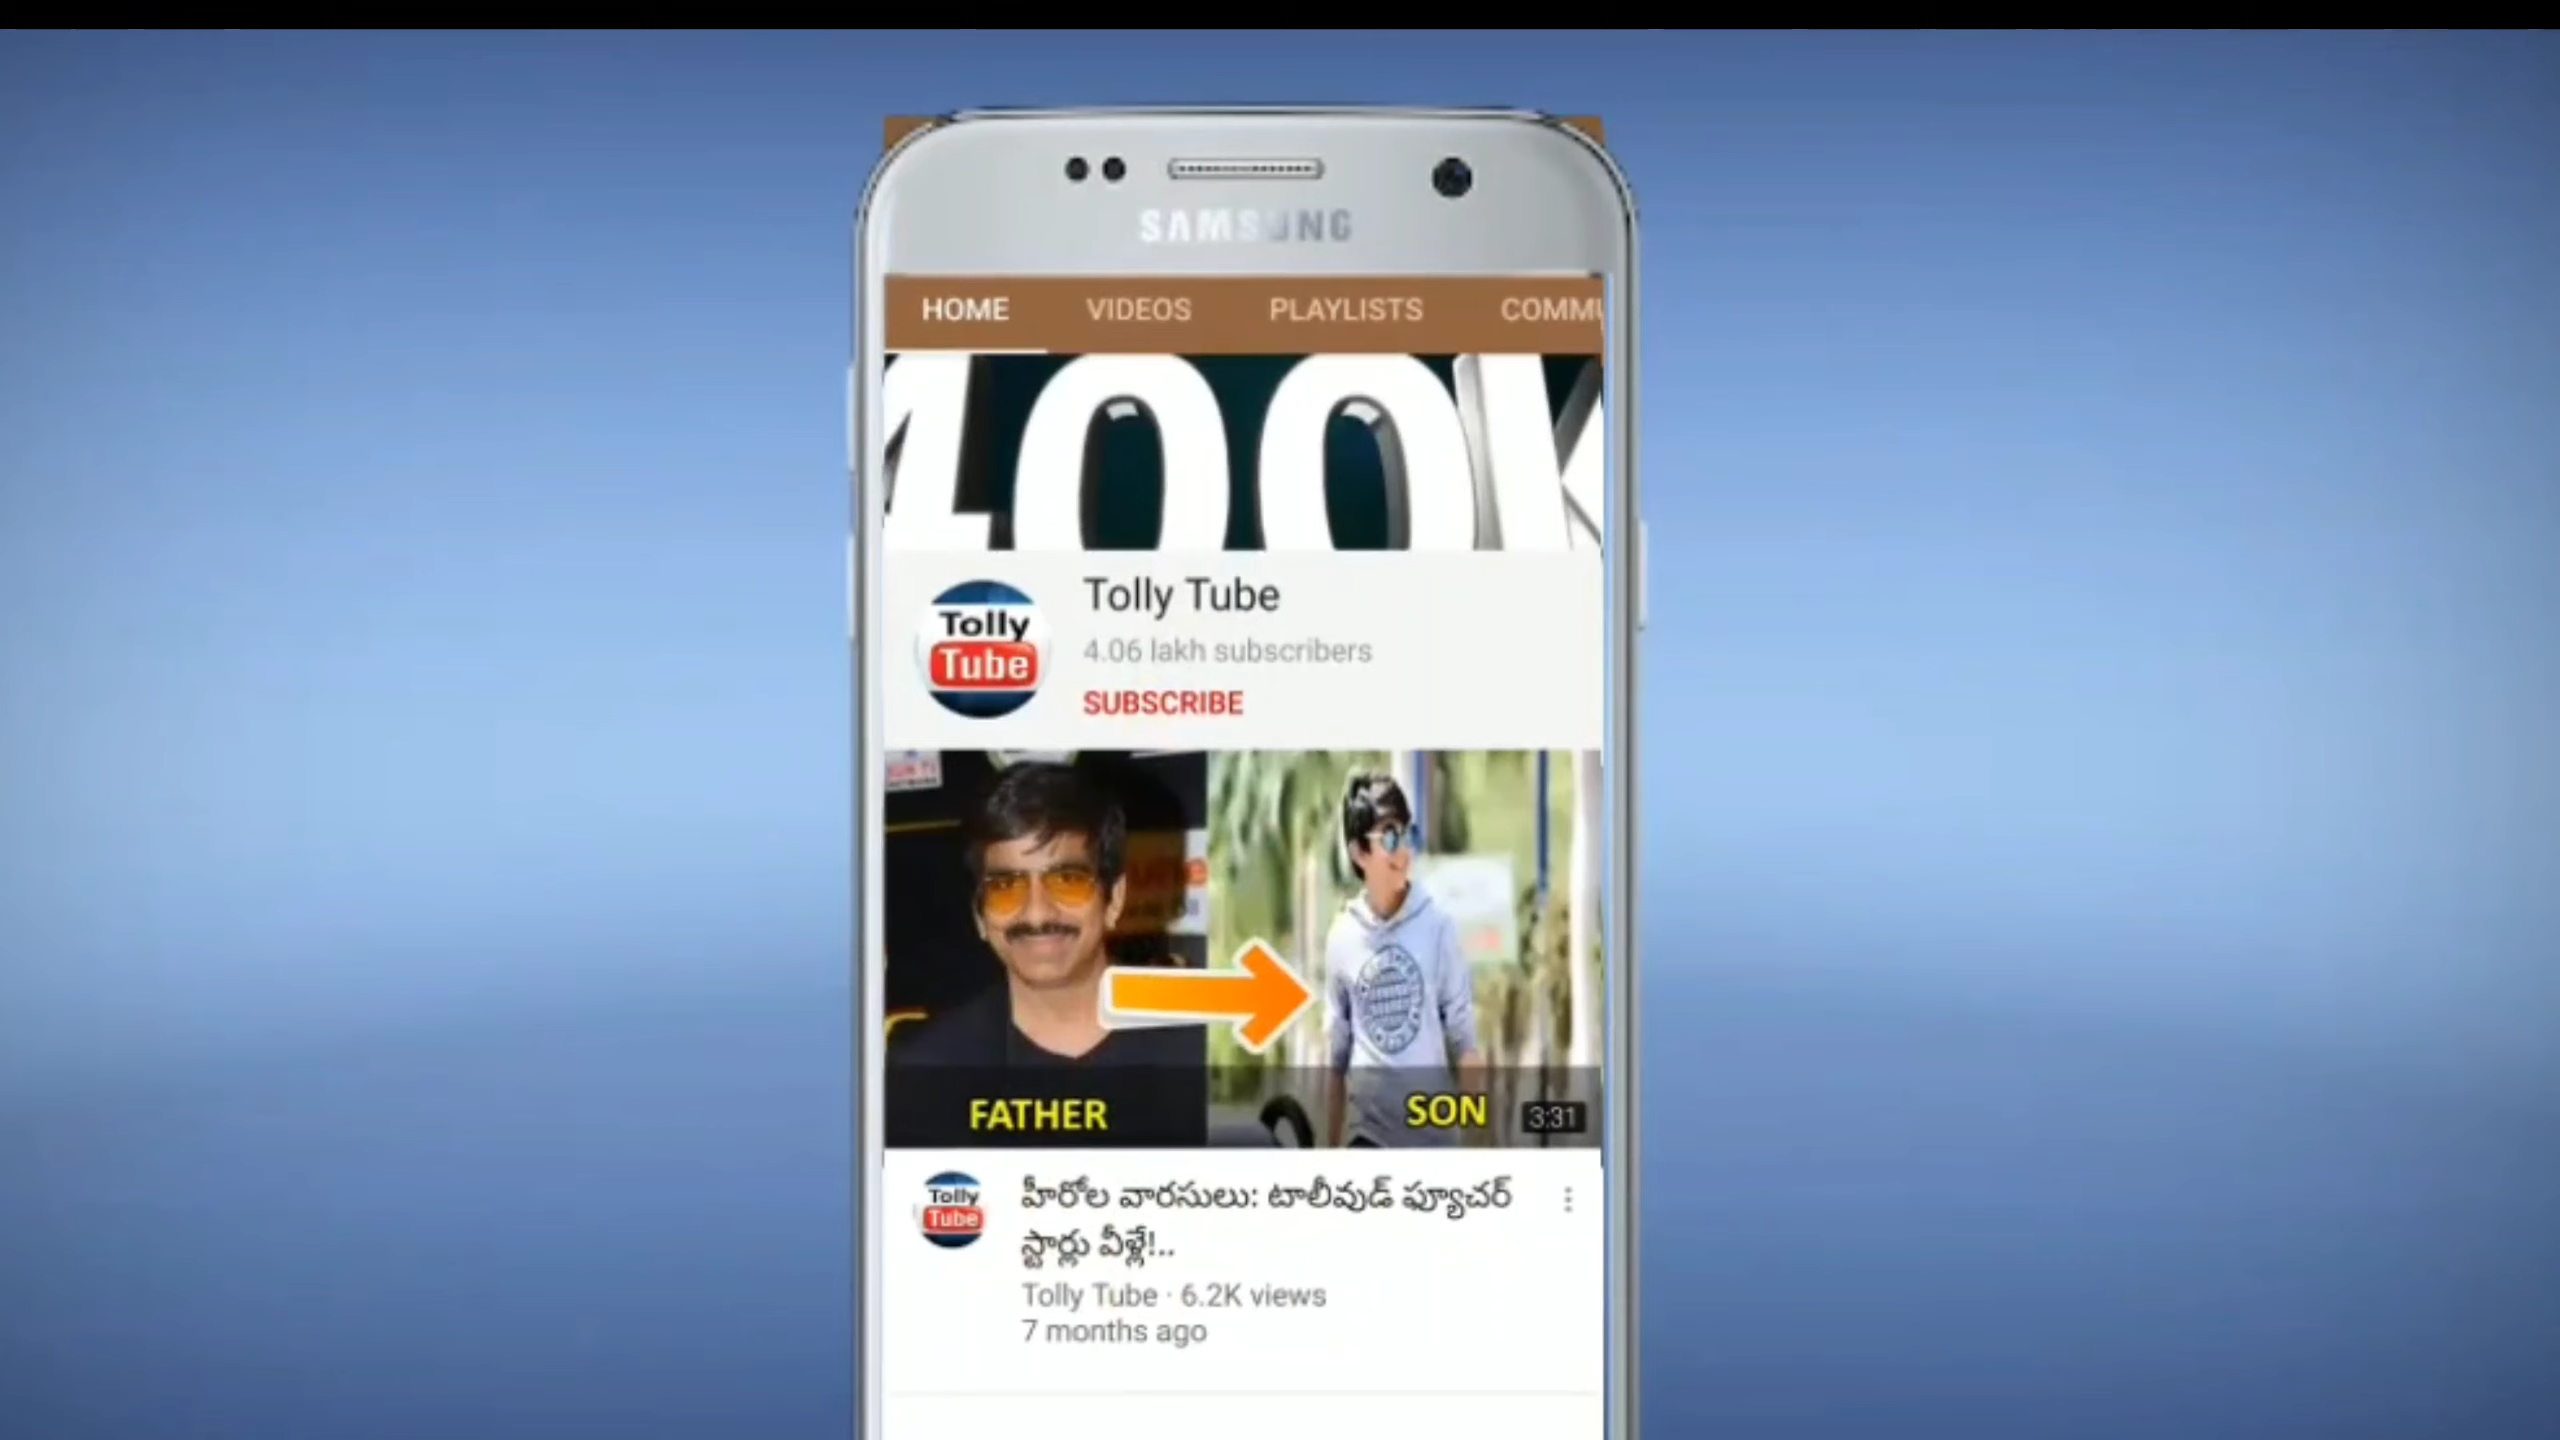 SAMSUNG
HOME VIDEOS PLAYLISTS COMMU
400K
Tolly Tube
4.06 lakh subscribers
SUBSCRIBE
Tolly
Tube
FATHER
SON
3:31
Tolly
Tube
హీరోల వారసులు: టాలీవుడ్ ఫ్యూచర్
స్టార్లు వీళ్లే!..
Tolly Tube · 6.2K views
7 months ago